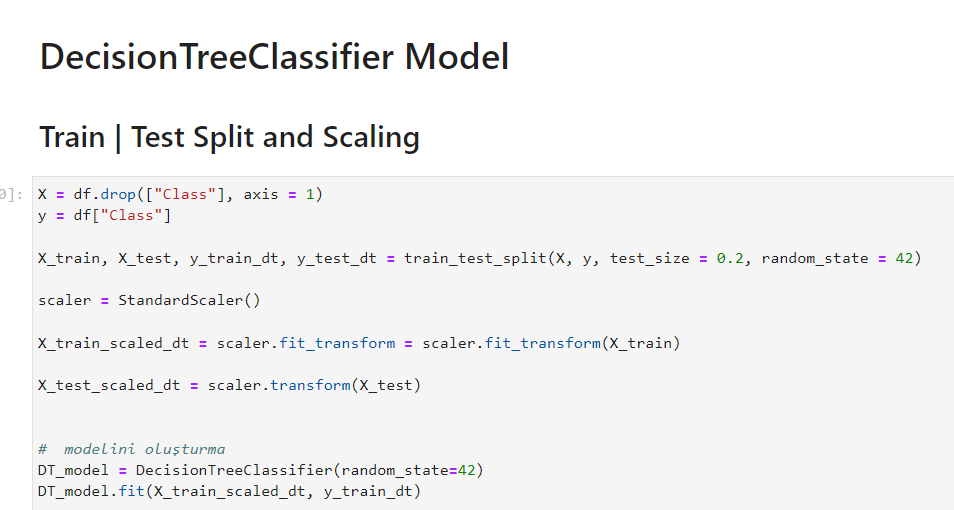 DecisionTreeClassifier Model
Train | Test Split and Scaling
0]: X = df.drop(["Class"], axis = 1)
y = df["Class"]
X_train, X_test, y_train_dt, y_test_dt = train_test_split(X, y, test_size = 0.2, random_state = 42)
scaler = StandardScaler()
X_train_scaled_dt = scaler.fit_transform = scaler.fit_transform(X_train)
X_test_scaled_dt = scaler.transform(X_test)
#  modelini oluşturma
DT_model = DecisionTreeClassifier(random_state=42)
DT_model.fit(X_train_scaled_dt, y_train_dt)